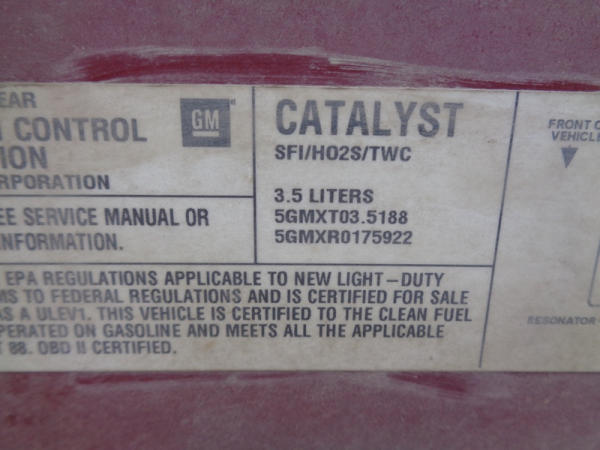 EAR
GM
CONTROL
ION
RPORATION
EE SERVICE MANUAL OR
NFORMATION.
CATALYST
SFI/HO2S/TWC
3.5 LITERS
5GMXT03.5188
5GMXR0175922
EPA REGULATIONS APPLICABLE TO NEW LIGHT-DUTY
MS TO FEDERAL REGULATIONS AND IS CERTIFIED FOR SALE
AS A ULEV1. THIS VEHICLE IS CERTIFIED TO THE CLEAN FUEL
PERATED ON GASOLINE AND MEETS ALL THE APPLICABLE
T 88. OBD II CERTIFIED.
FRONT O
VEHICLE
RESONATOR